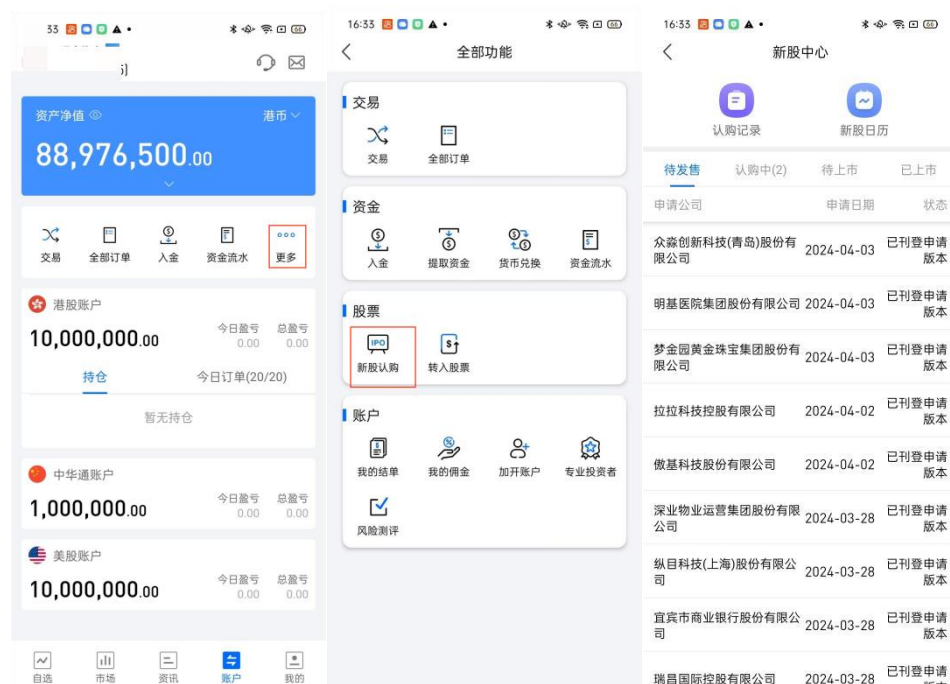 33
66
5)
资产净值
港币
88,976,500.00
交易
全部订单
入金
资金流水
更多
港股账户
10,000,000.00
今日盈亏
0.00
总盈亏
0.00
持仓
今日订单(20/20)
暂无持仓
中华通账户
1,000,000.00
今日盈亏
0.00
总盈亏
0.00
美股账户
10,000,000.00
今日盈亏
0.00
总盈亏
0.00
自选
市场
资讯
账户
我的
16:33
66
全部功能
交易
交易
全部订单
资金
入金
提取资金
货币兑换
资金流水
股票
IPO
新股认购
转入股票
账户
我的结单
我的佣金
加开账户
专业投资者
风险测评
16:33
66
新股中心
认购记录
新股日历
待发售
认购中(2)
待上市
已上市
申请公司
申请日期
状态
众淼创新科技(青岛)股份有
限公司
2024-04-03
已刊登申请
版本
明基医院集团股份有限公司
2024-04-03
已刊登申请
版本
梦金园黄金珠宝集团股份有
限公司
2024-04-03
已刊登申请
版本
拉拉科技控股有限公司
2024-04-02
已刊登申请
版本
傲基科技股份有限公司
2024-04-02
已刊登申请
版本
深业物业运营集团股份有限
公司
2024-03-28
已刊登申请
版本
纵目科技(上海)股份有限公
司
2024-03-28
已刊登申请
版本
宜宾市商业银行股份有限公
司
2024-03-28
已刊登申请
版本
瑞昌国际控股有限公司
2024-03-28
已刊登申请